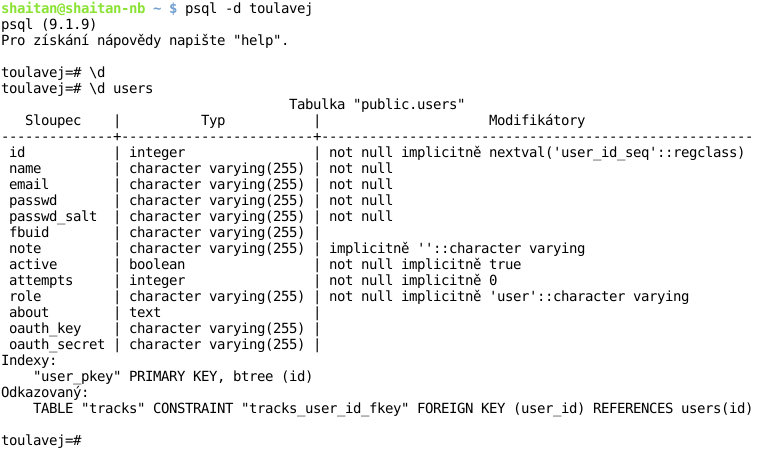 shaitan@shaitan-nb ~ $ psql -d toulavej
psql (9.1.9)
Pro získání nápovědy napište "help".

toulavej=# \d
toulavej=# \d users
                                    Tabulka "public.users"
   Sloupec    |          Typ           |                     Modifikátory
--------------+------------------------+------------------------------------------------------
 id           | integer                | not null implicitně nextval('user_id_seq'::regclass)
 name         | character varying(255) | not null
 email        | character varying(255) | not null
 passwd       | character varying(255) | not null
 passwd_salt  | character varying(255) | not null
 fbuid        | character varying(255) |
 note         | character varying(255) | implicitně ''::character varying
 active       | boolean                | not null implicitně true
 attempts     | integer                | not null implicitně 0
 role         | character varying(255) | not null implicitně 'user'::character varying
 about        | text                   |
 oauth_key    | character varying(255) |
 oauth_secret | character varying(255) |
Indexy:
    "user_pkey" PRIMARY KEY, btree (id)
Odkazovaný:
    TABLE "tracks" CONSTRAINT "tracks_user_id_fkey" FOREIGN KEY (user_id) REFERENCES users(id)

toulavej=#